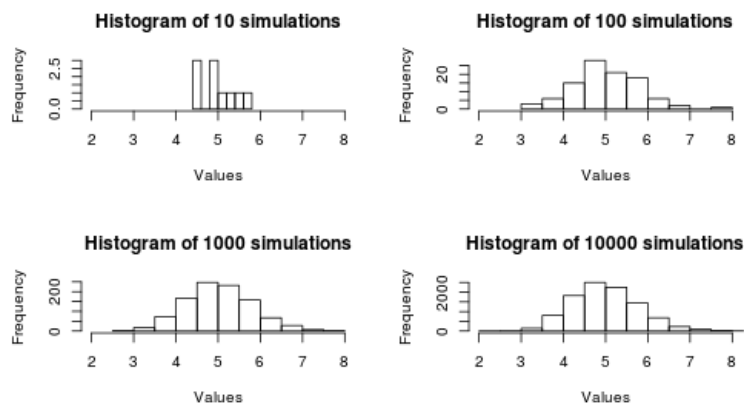 Histogram of 10 simulations
Frequency
0.0 2.5
2 3 4 5 6 7 8
Values
Histogram of 100 simulations
Frequency
0 20
2 3 4 5 6 7 8
Values
Histogram of 1000 simulations
Frequency
0 200
2 3 4 5 6 7 8
Values
Histogram of 10000 simulations
Frequency
0 2000
2 3 4 5 6 7 8
Values